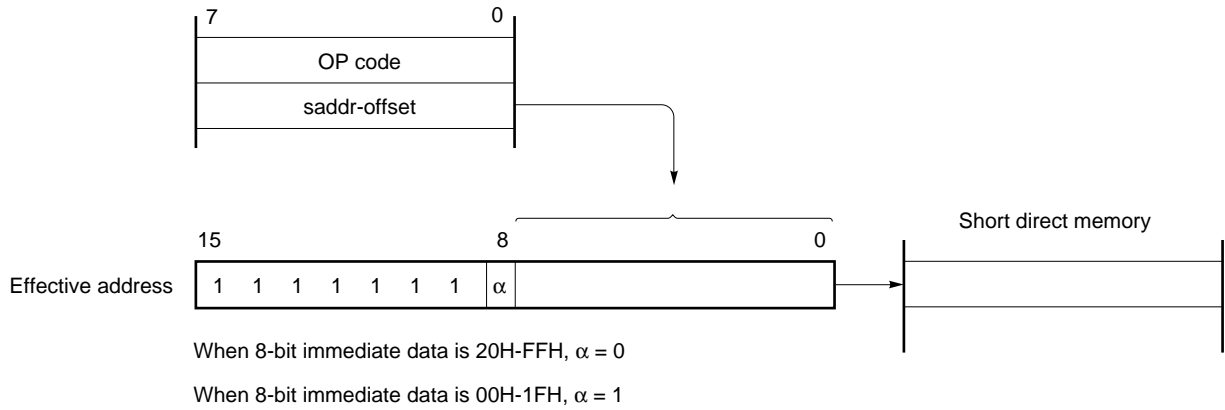 7 0
OP code
saddr-offset
Short direct memory
15 8 0
Effective address 1 1 1 1 1 1 1 α
When 8-bit immediate data is 20H-FFH, α = 0
When 8-bit immediate data is 00H-1FH, α = 1